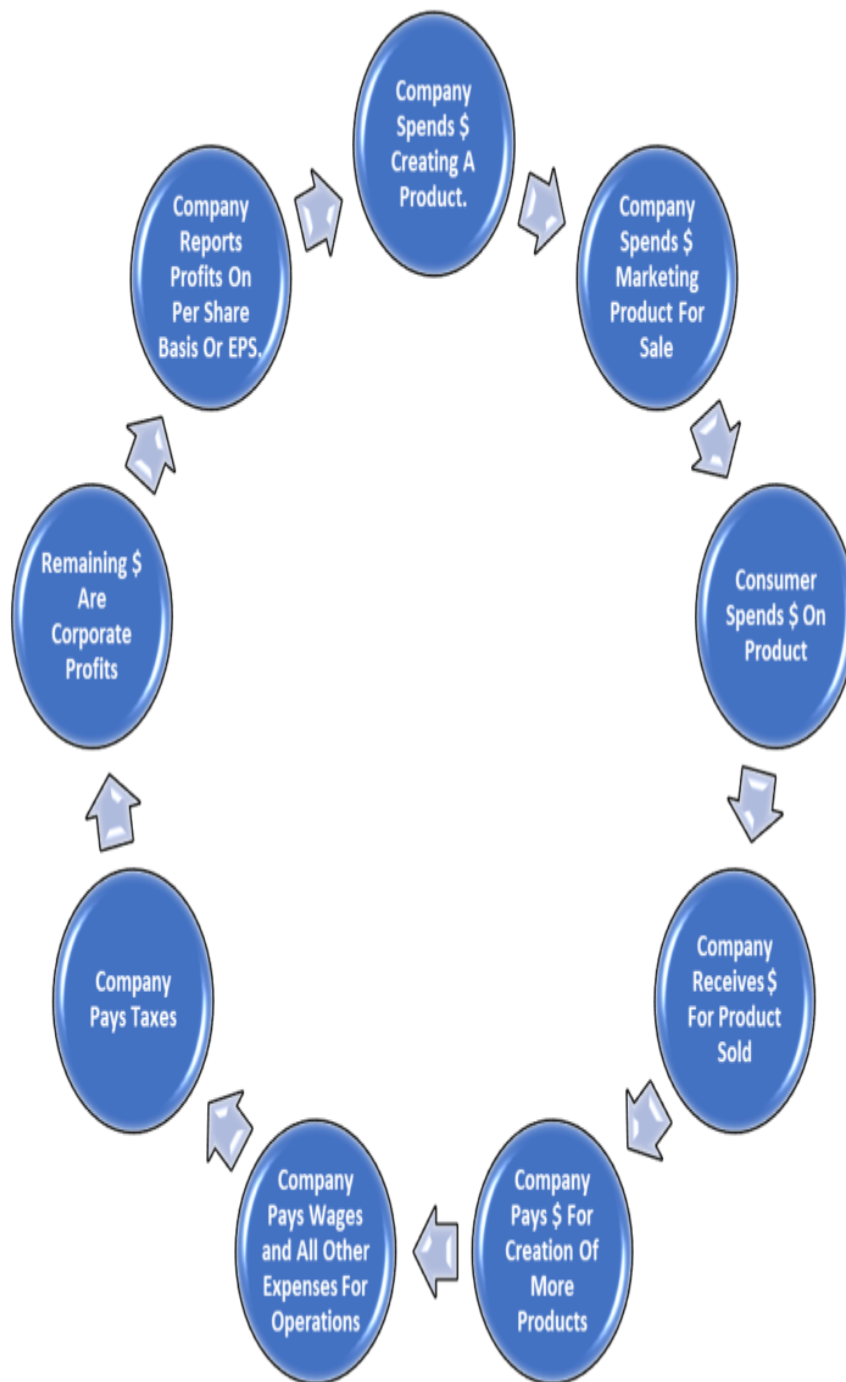 Company
Spends $
Creating A
Product.
Company
Spends $
Marketing
Product For
Sale
Consumer
Spends $ On
Product
Company
Receives $
For Product
Sold
Company
Pays $ For
Creation Of
More
Products
Company
Pays Wages
and All Other
Expenses For
Operations
Company
Pays Taxes
Remaining $
Are
Corporate
Profits
Company
Reports
Profits On
Per Share
Basis Or EPS.